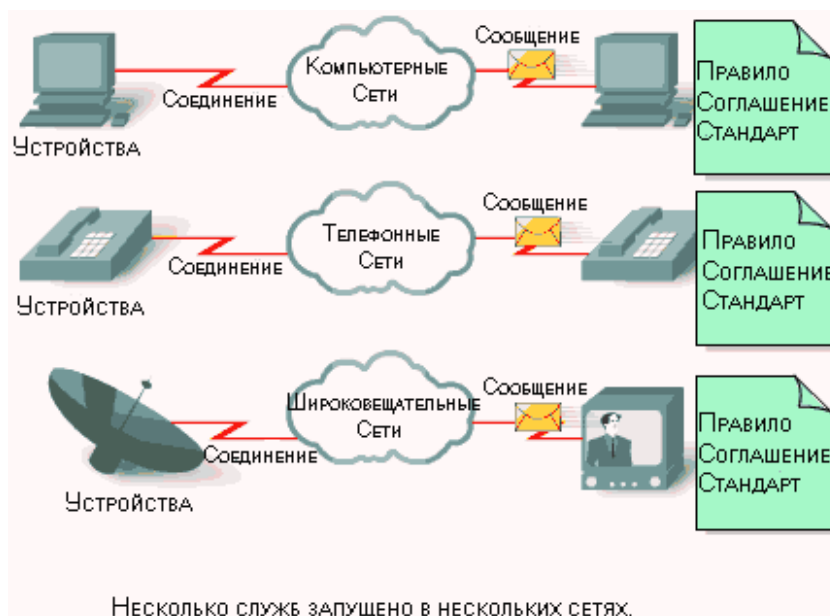 Сообщение
Компьютерные
Сети
Соединение
Устройства
Правило
Соглашение
Стандарт
Сообщение
Телефонные
Сети
Соединение
Устройства
Правило
Соглашение
Стандарт
Сообщение
Широковещательные
Сети
Соединение
Устройства
Правило
Соглашение
Стандарт
Несколько служб запущено в нескольких сетях.